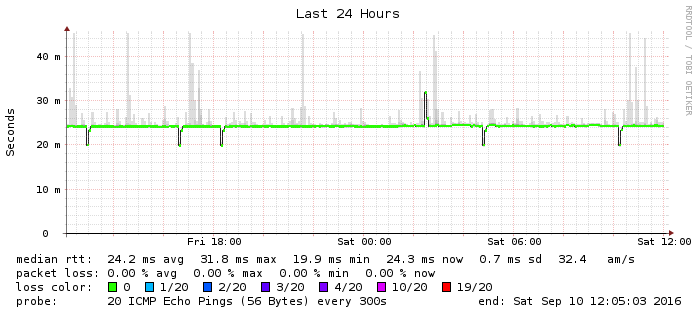 Last 24 Hours
RRDTOOL / TOBI OETIKER
Seconds
40 m
30 m
20 m
10 m
0
Fri 18:00 Sat 00:00 Sat 06:00 Sat 12:00
median rtt: 24.2 ms avg 31.8 ms max 19.9 ms min 24.3 ms now 0.7 ms sd 32.4 am/s
packet loss: 0.00 % avg 0.00 % max 0.00 % min 0.00 % now
loss color: 0 1/20 2/20 3/20 4/20 10/20 19/20
probe: 20 ICMP Echo Pings (56 Bytes) every 300s end: Sat Sep 10 12:05:03 2016